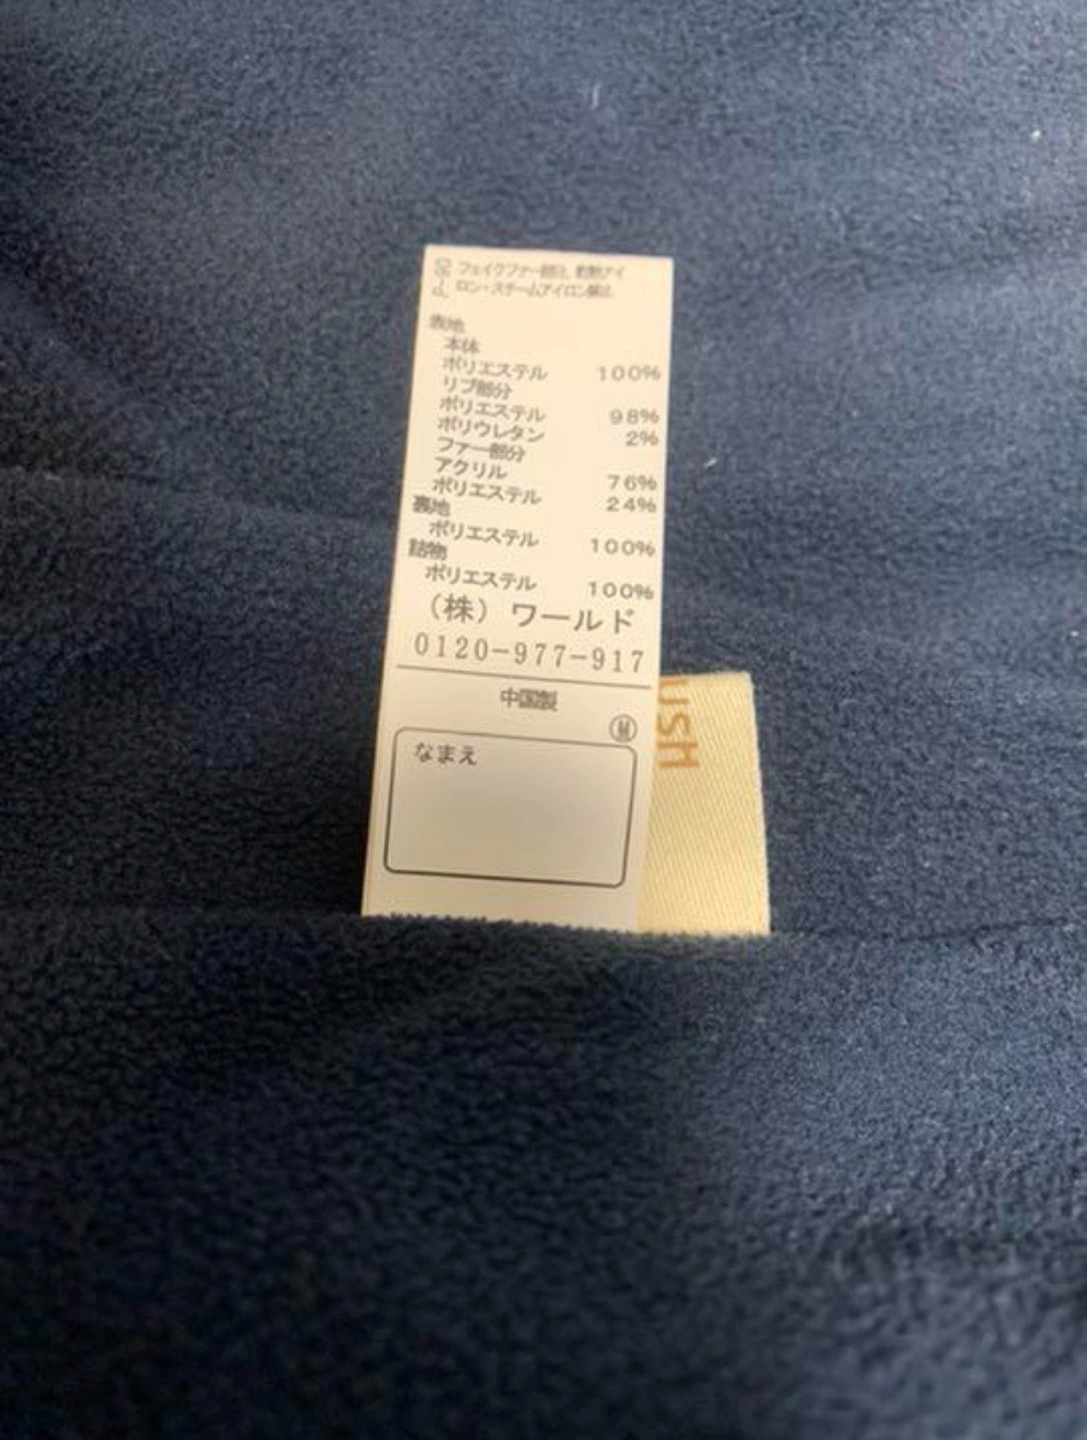 フェイクファー部分、乾熱アイ
ロン・スチームアイロン禁止
表地
本体
ポリエステル 100%
リブ部分
ポリエステル 98%
ポリウレタン 2%
ファー部分
アクリル 76%
ポリエステル 24%
裏地
ポリエステル 100%
詰物
ポリエステル 100%
（株）ワールド
0120-977-917
中国製
なまえ
USH